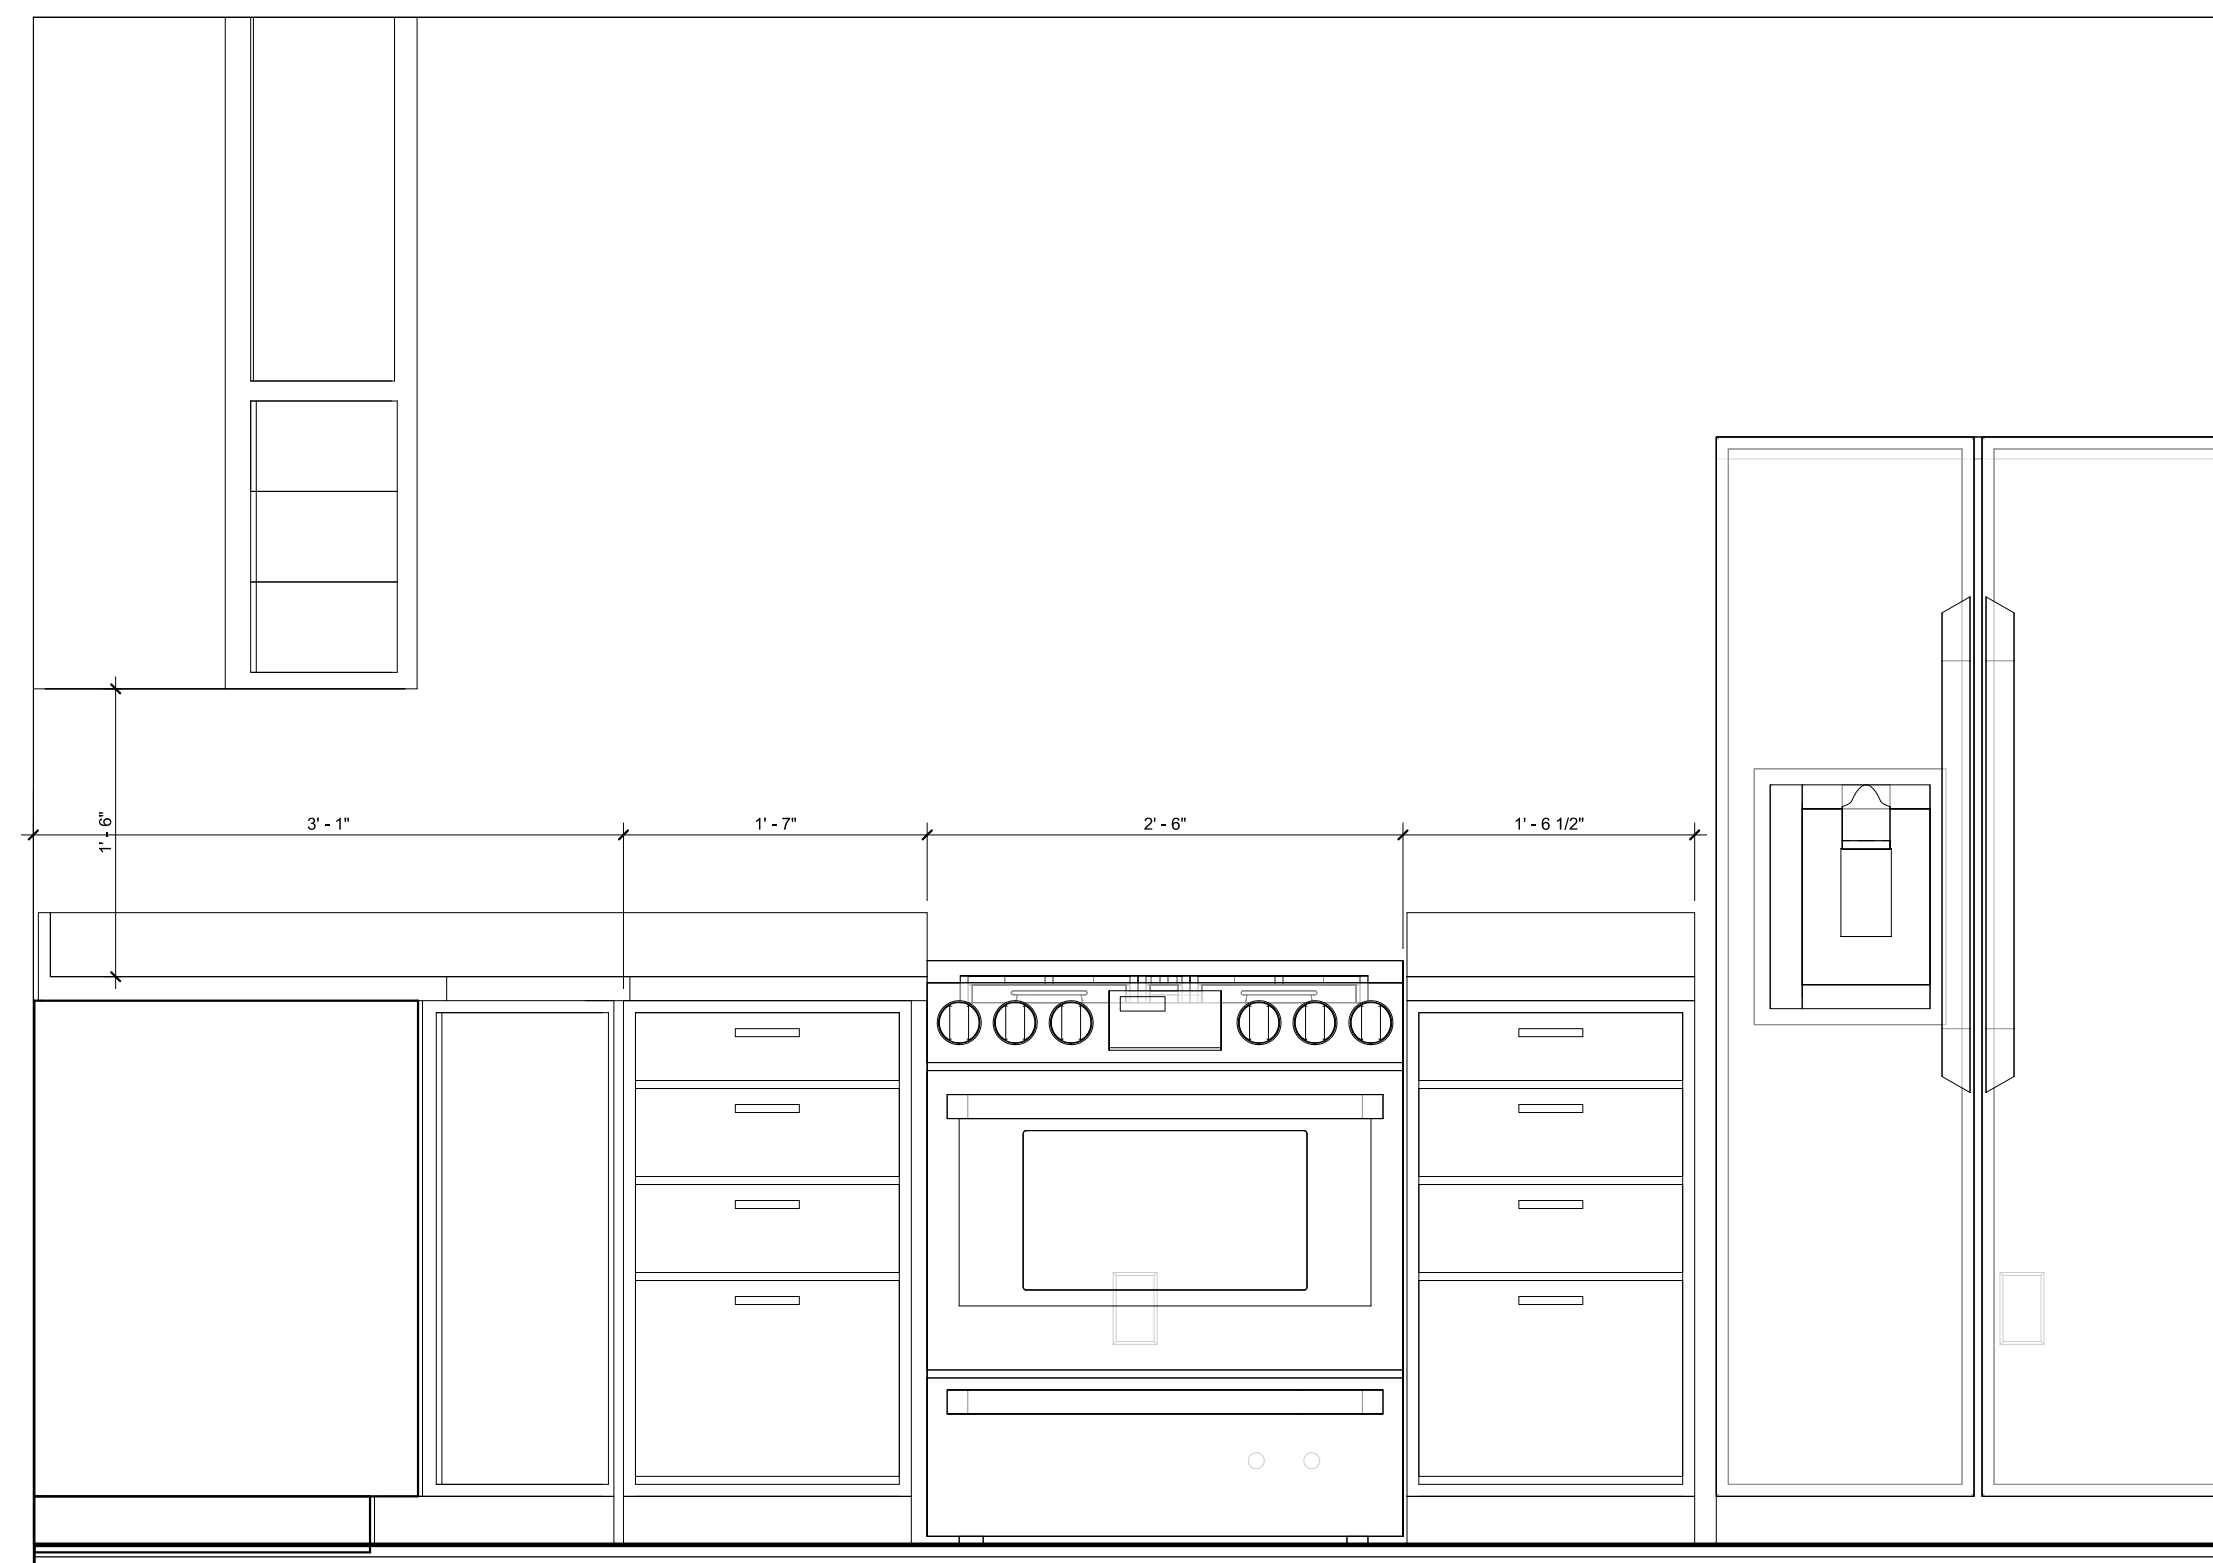 3' - 1"
1' - 7"
2' - 6"
1' - 6 1/2"
1' - 6"